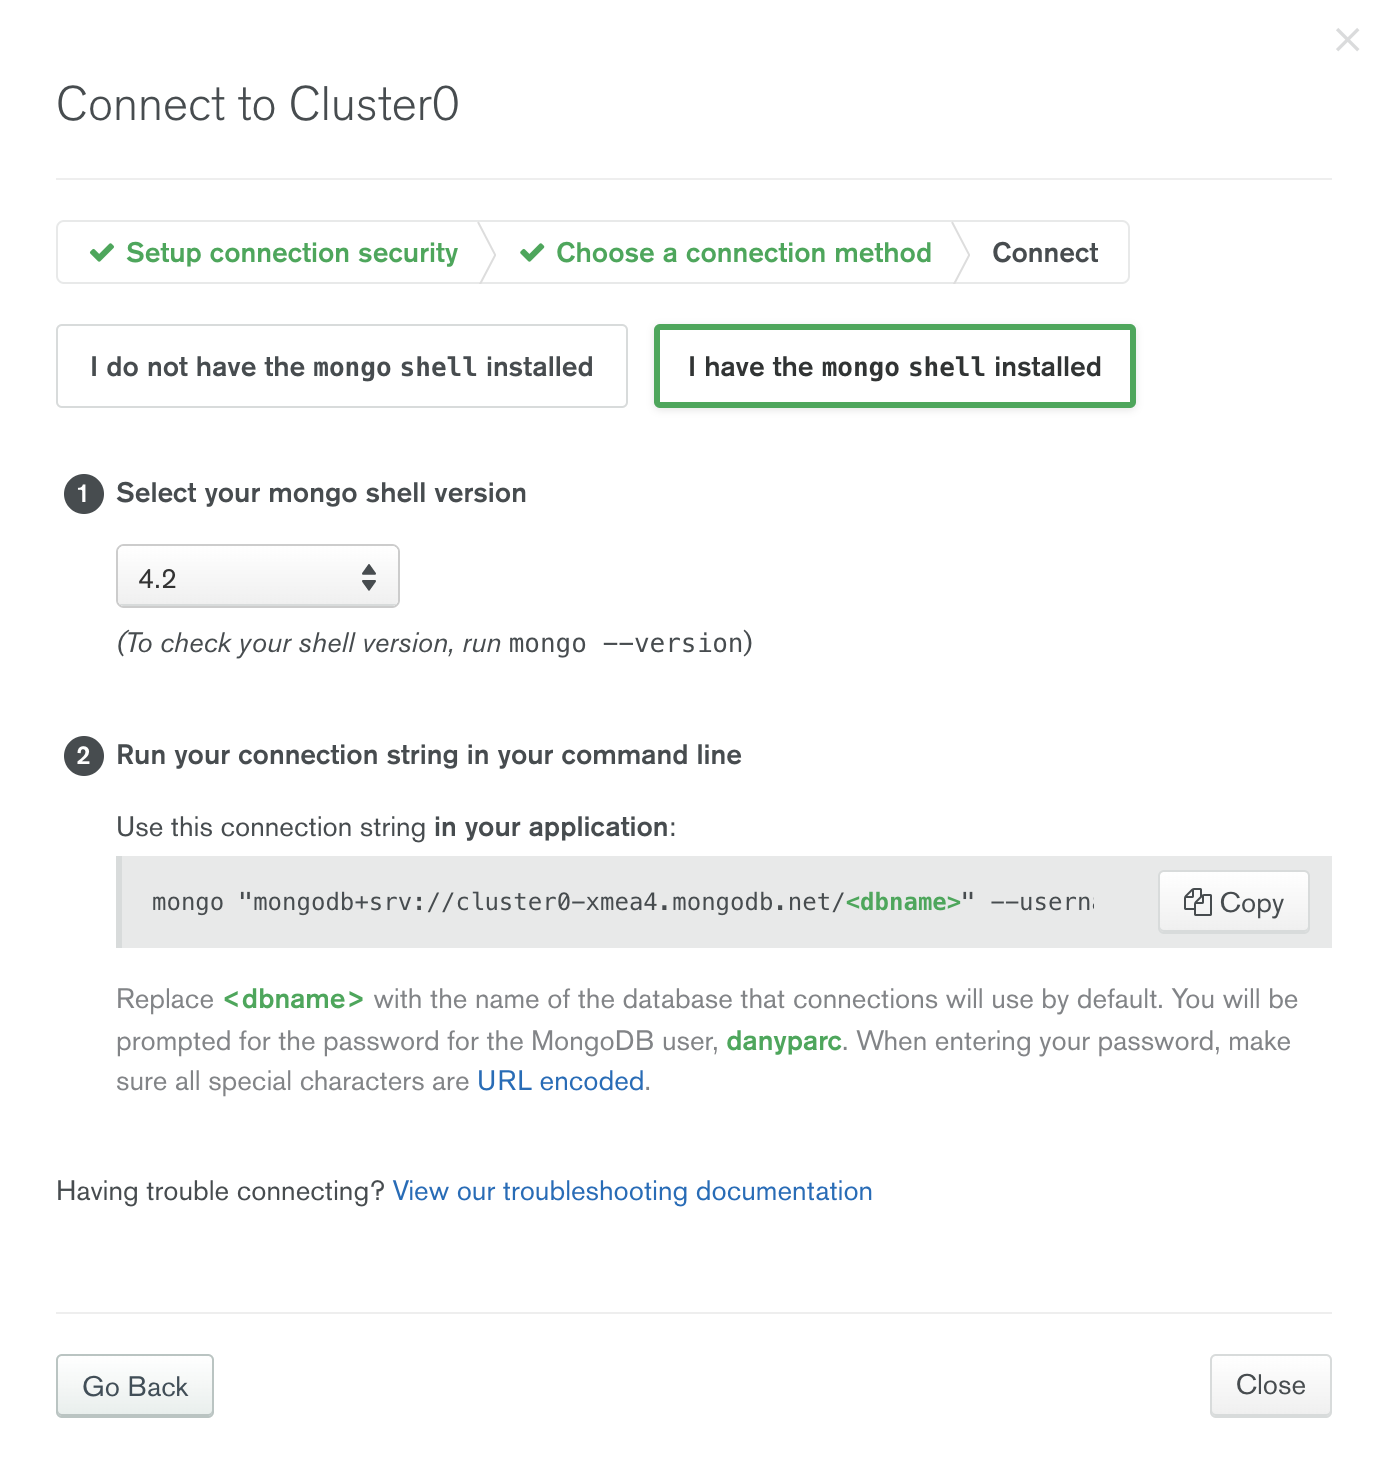 Connect to Cluster0
Setup connection security
Choose a connection method
Connect
I do not have the mongo shell installed
I have the mongo shell installed
1 Select your mongo shell version
4.2
(To check your shell version, run mongo --version)
2 Run your connection string in your command line
Use this connection string in your application:
mongo "mongodb+srv://cluster0-xmea4.mongodb.net/<dbname>" --userna
Copy
Replace <dbname> with the name of the database that connections will use by default. You will be
prompted for the password for the MongoDB user, danyparc. When entering your password, make
sure all special characters are URL encoded.
Having trouble connecting? View our troubleshooting documentation
Go Back
Close